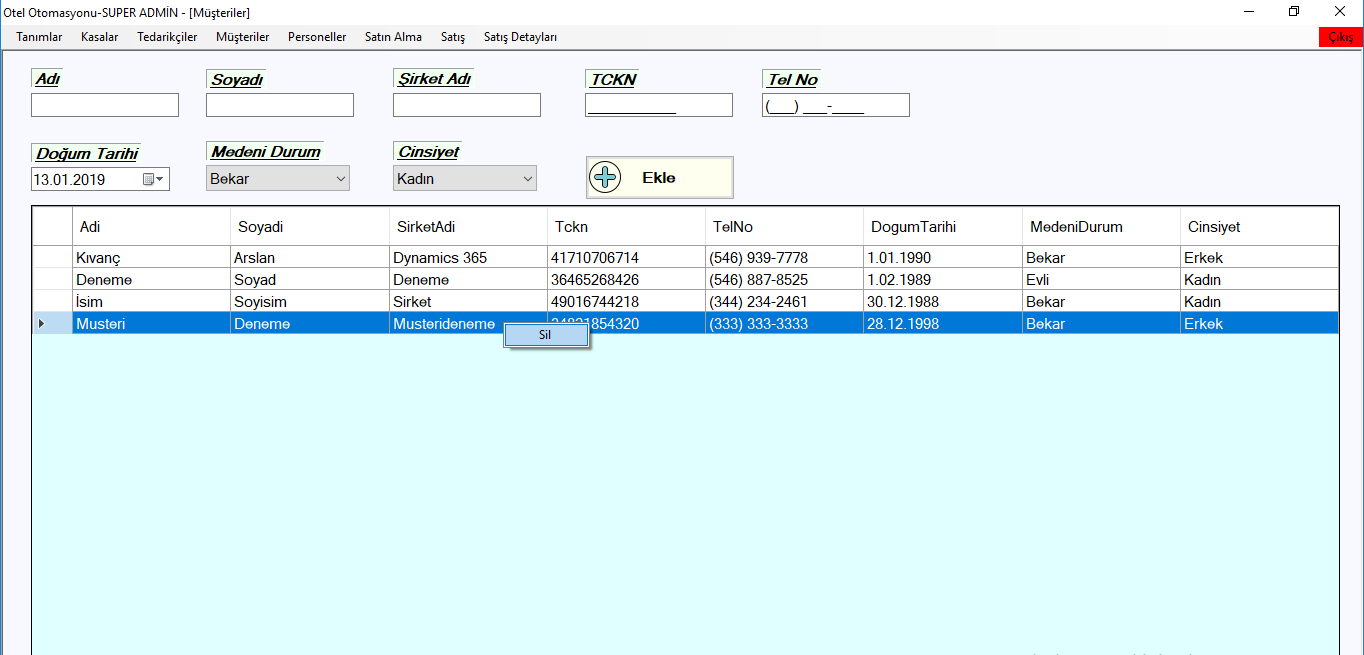 Otel Otomasyonu-SUPER ADMİN - [Müşteriler]
Tanımlar Kasalar Tedarikçiler Müşteriler Personeller Satın Alma Satış Satış Detayları Çıkış
Adı Soyadı Şirket Adı TCKN Tel No
(___) ___-____
Doğum Tarihi Medeni Durum Cinsiyet
13.01.2019 Bekar Kadın Ekle
Adi Soyadi SirketAdi Tckn TelNo DogumTarihi MedeniDurum Cinsiyet
Kıvanç Arslan Dynamics 365 41710706714 (546) 939-7778 1.01.1990 Bekar Erkek
Deneme Soyad Deneme 36465268426 (546) 887-8525 1.02.1989 Evli Kadın
İsim Soyisim Sirket 49016744218 (344) 234-2461 30.12.1988 Bekar Kadın
Musteri Deneme Musterideneme (333) 333-3333 28.12.1998 Bekar Erkek
Sil